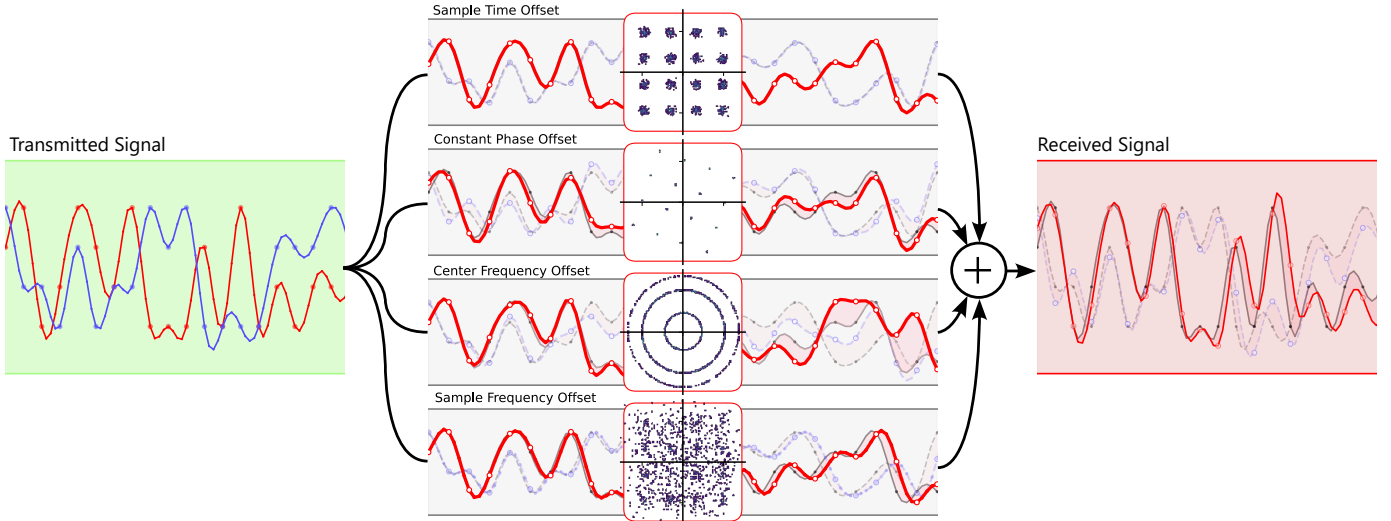 Sample Time Offset
Transmitted Signal
Constant Phase Offset
Received Signal
Center Frequency Offset
Sample Frequency Offset